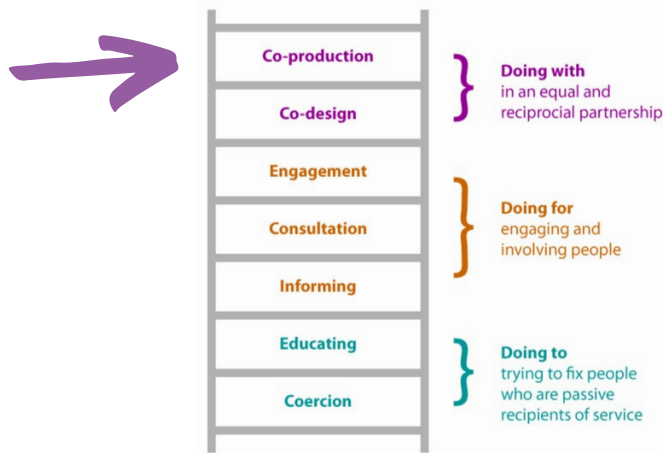 Co-production
Co-design
Doing with
in an equal and
reciprocial partnership
Engagement
Consultation
Informing
Doing for
engaging and
involving people
Educating
Coercion
Doing to
trying to fix people
who are passive
recipients of service